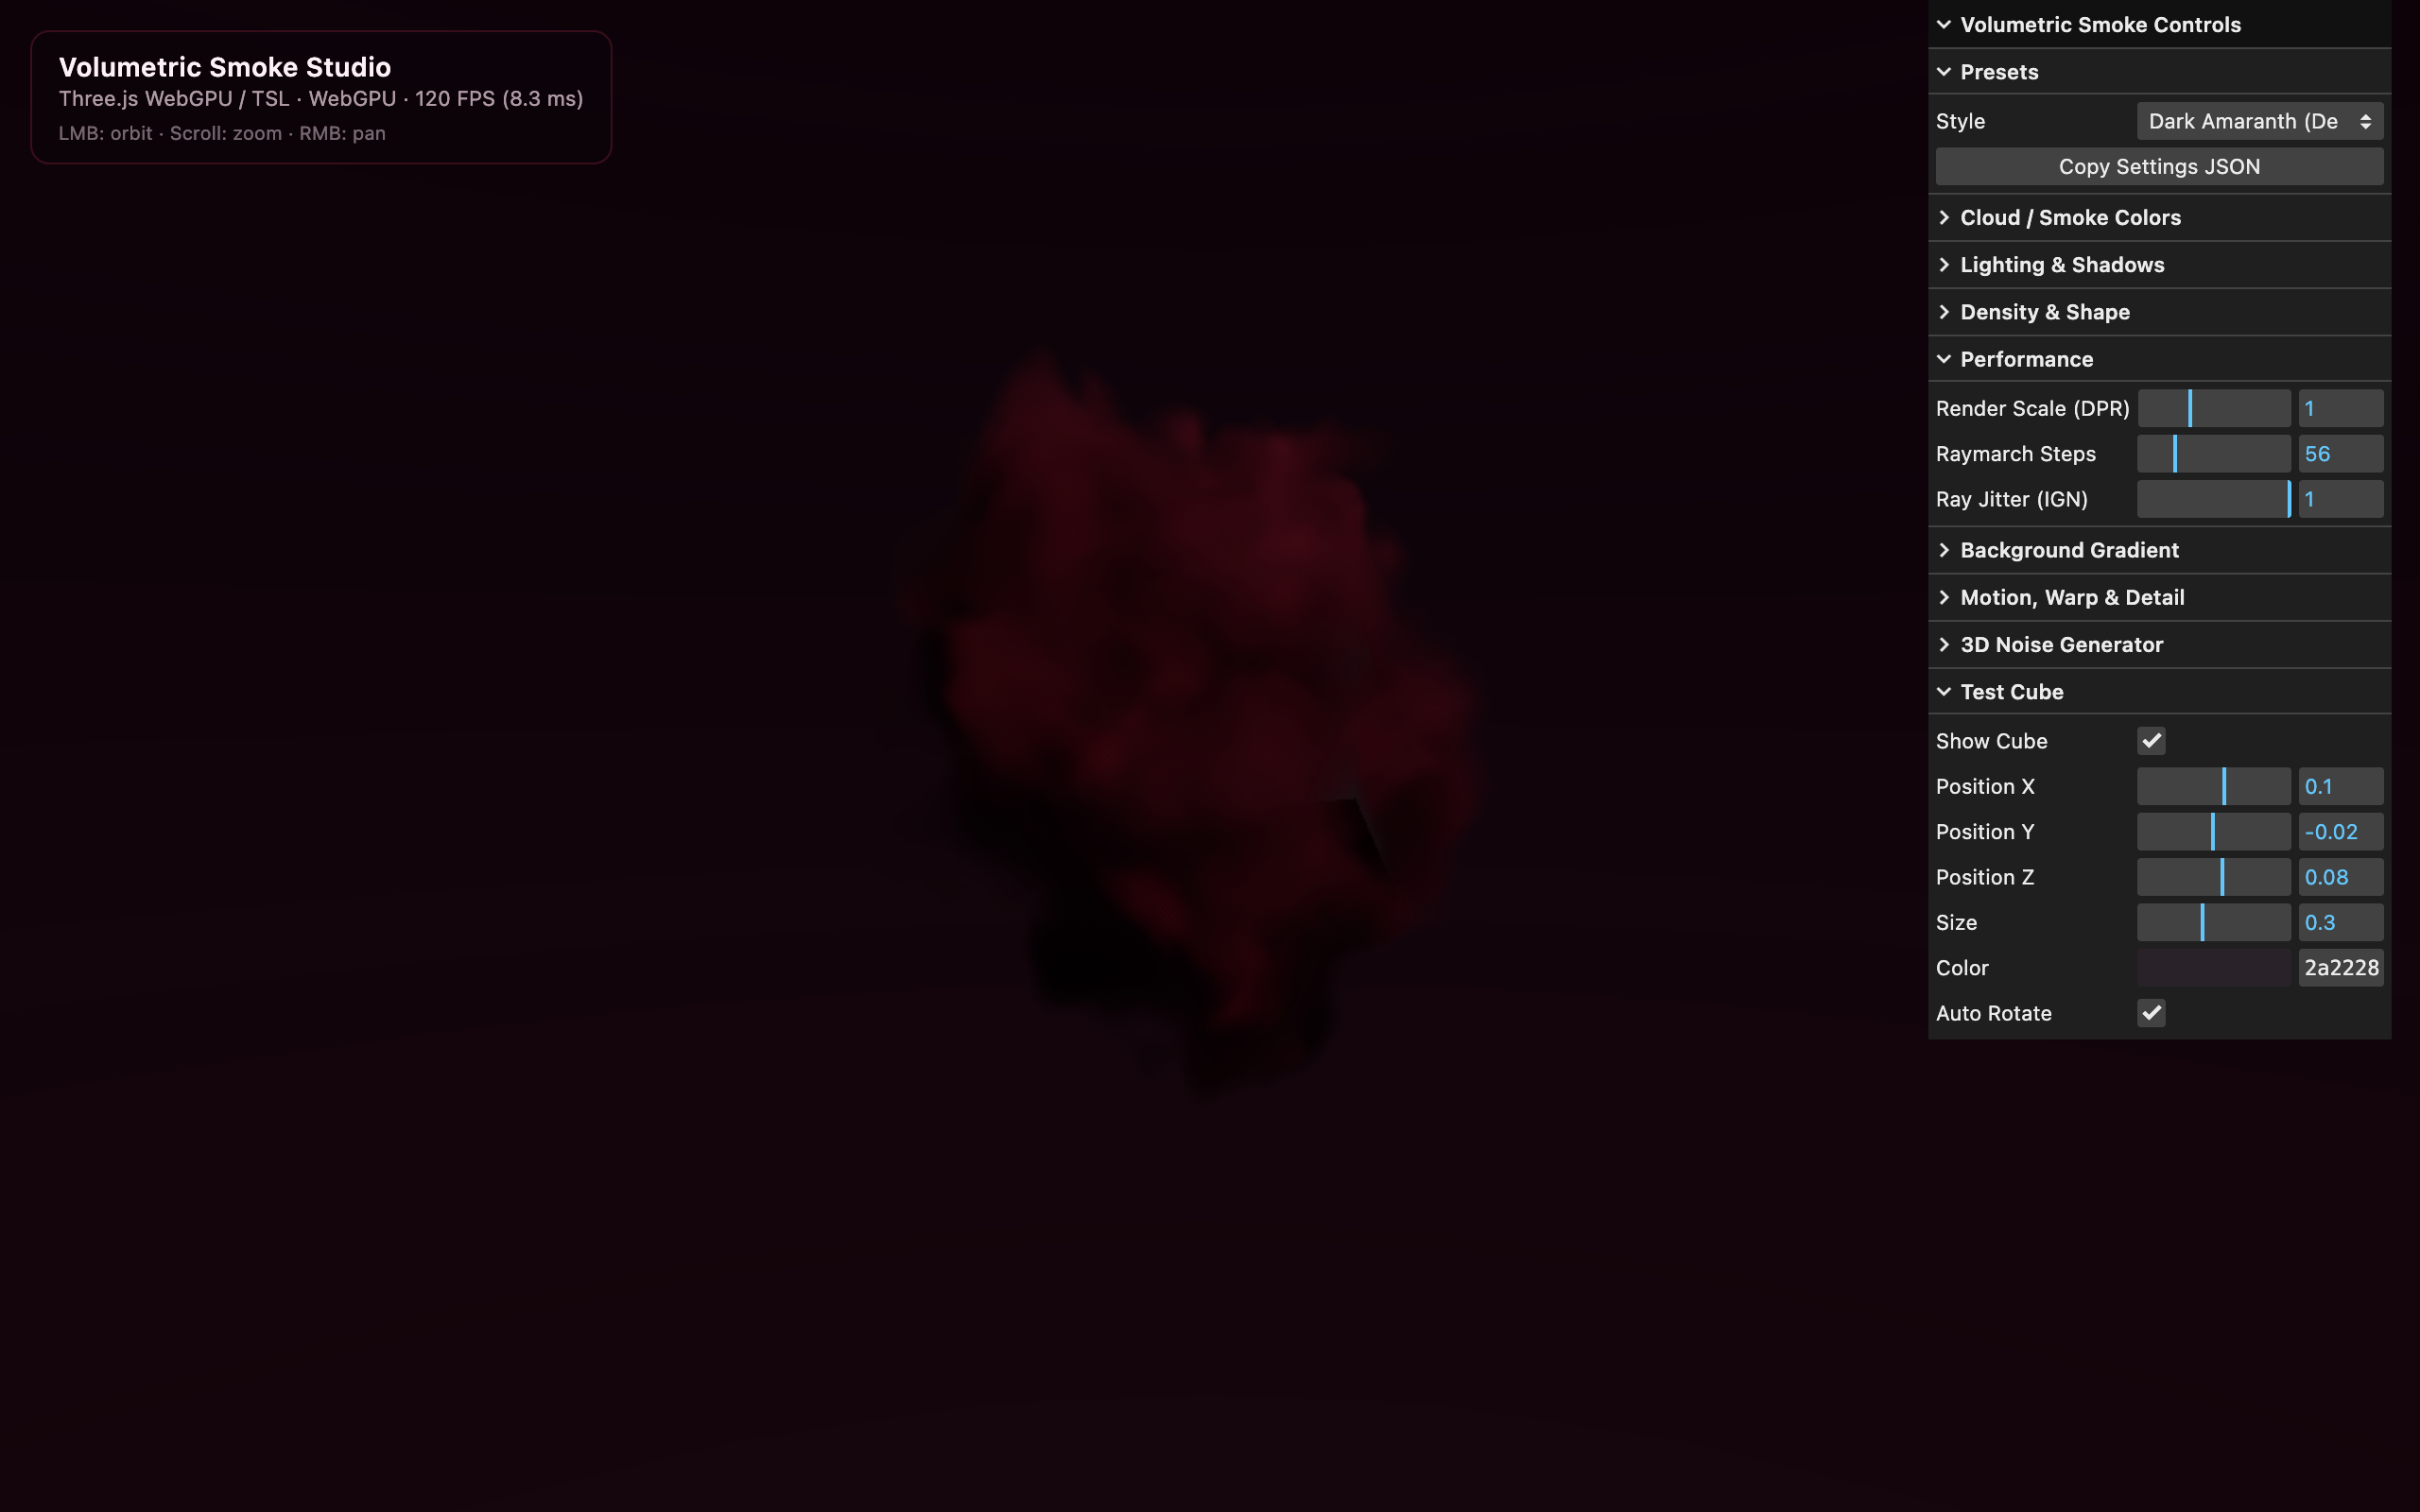 Volumetric Smoke Studio
Three.js WebGPU / TSL · WebGPU · 120 FPS (8.3 ms)
LMB: orbit · Scroll: zoom · RMB: pan
Volumetric Smoke Controls
Presets
Style Dark Amaranth (De
Copy Settings JSON
Cloud / Smoke Colors
Lighting & Shadows
Density & Shape
Performance
Render Scale (DPR) 1
Raymarch Steps 56
Ray Jitter (IGN) 1
Background Gradient
Motion, Warp & Detail
3D Noise Generator
Test Cube
Show Cube
Position X 0.1
Position Y -0.02
Position Z 0.08
Size 0.3
Color 2a2228
Auto Rotate